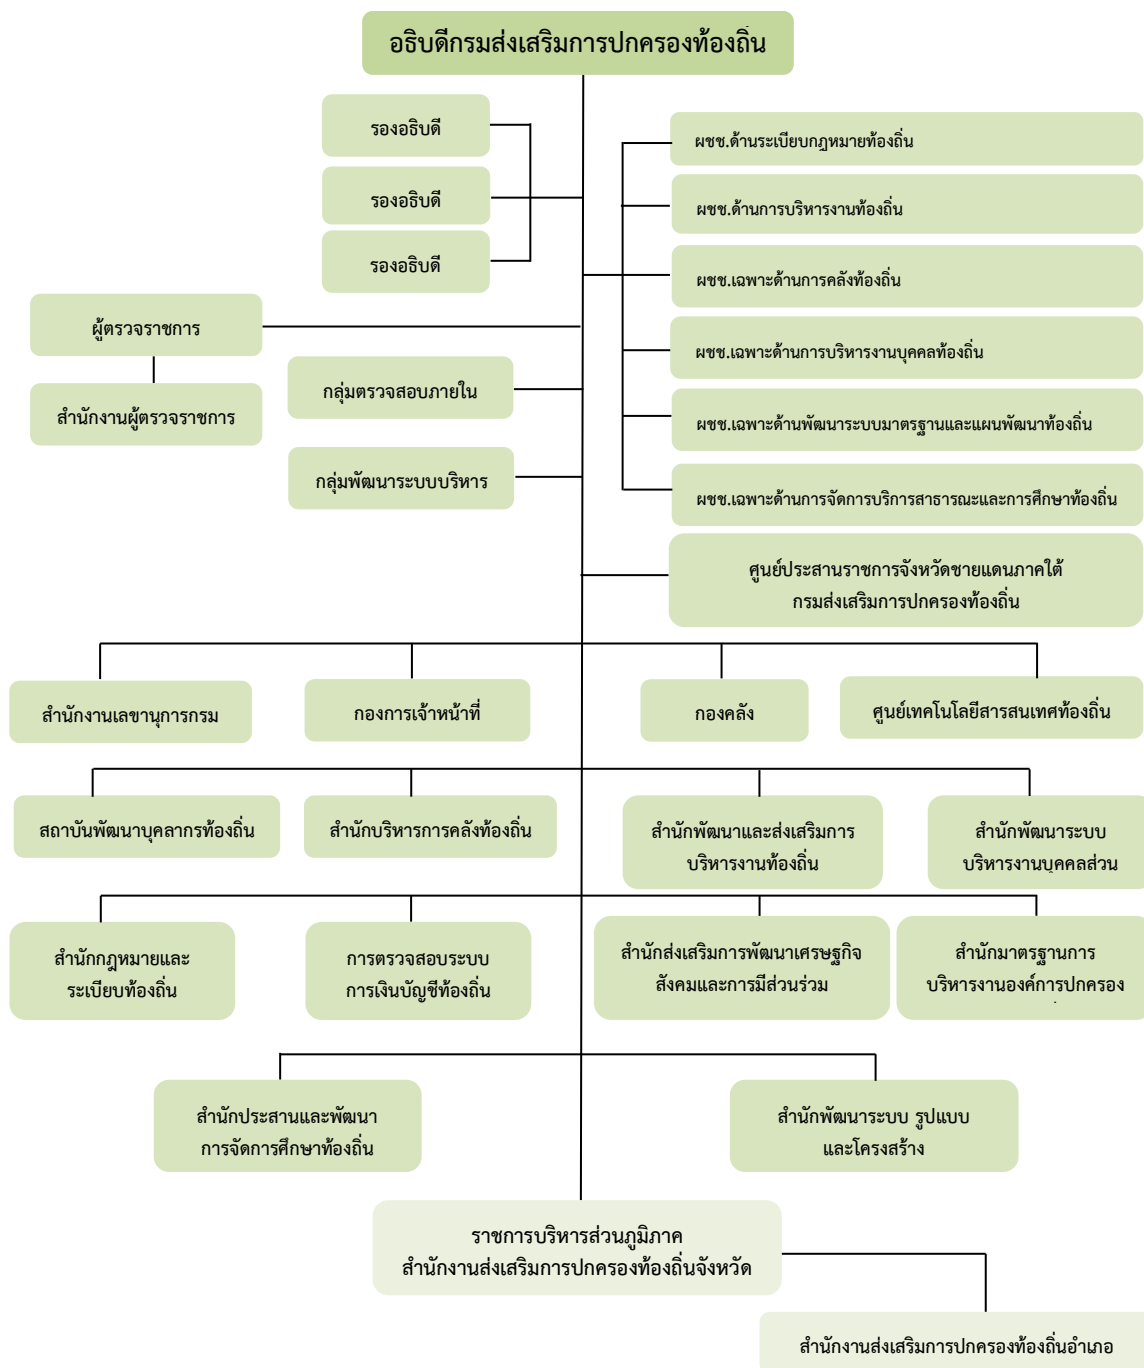 อธิบดีกรมส่งเสริมการปกครองท้องถิ่น
รองอธิบดี
รองอธิบดี
รองอธิบดี
ผชช.ด้านระเบียบกฎหมายท้องถิ่น
ผชช.ด้านการบริหารงานท้องถิ่น
ผชช.เฉพาะด้านการคลังท้องถิ่น
ผชช.เฉพาะด้านการบริหารงานบุคคลท้องถิ่น
ผชช.เฉพาะด้านพัฒนาระบบมาตรฐานและแผนพัฒนาท้องถิ่น
ผชช.เฉพาะด้านการจัดการบริการสาธารณะและการศึกษาท้องถิ่น
ผู้ตรวจราชการ
สำนักงานผู้ตรวจราชการ
กลุ่มตรวจสอบภายใน
กลุ่มพัฒนาระบบบริหาร
ศูนย์ประสานราชการจังหวัดชายแดนภาคใต้
กรมส่งเสริมการปกครองท้องถิ่น
สำนักงานเลขานุการกรม
กองการเจ้าหน้าที่
กองคลัง
ศูนย์เทคโนโลยีสารสนเทศท้องถิ่น
สถาบันพัฒนาบุคลากรท้องถิ่น
สำนักบริหารการคลังท้องถิ่น
สำนักพัฒนาและส่งเสริมการ
บริหารงานท้องถิ่น
สำนักพัฒนาระบบ
บริหารงานบุคคลส่วน
สำนักกฎหมายและ
ระเบียบท้องถิ่น
การตรวจสอบระบบ
การเงินบัญชีท้องถิ่น
สำนักส่งเสริมการพัฒนาเศรษฐกิจ
สังคมและการมีส่วนร่วม
สำนักมาตรฐานการ
บริหารงานองค์การปกครอง
สำนักประสานและพัฒนา
การจัดการศึกษาท้องถิ่น
สำนักพัฒนาระบบ รูปแบบ
และโครงสร้าง
ราชการบริหารส่วนภูมิภาค
สำนักงานส่งเสริมการปกครองท้องถิ่นจังหวัด
สำนักงานส่งเสริมการปกครองท้องถิ่นอำเภอ